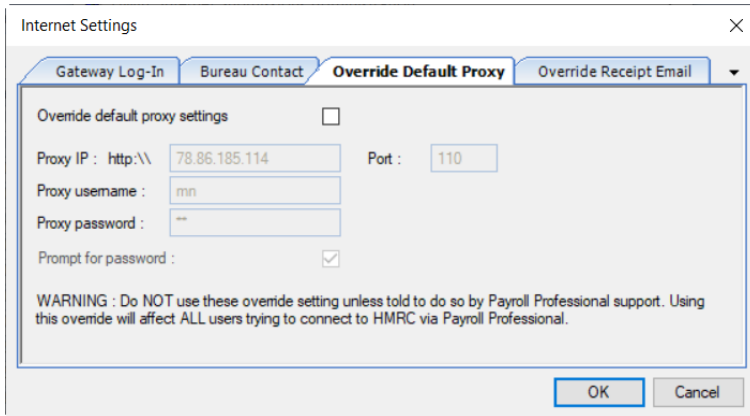 Internet Settings
Gateway Log-In Bureau Contact Override Default Proxy Override Receipt Email
Override default proxy settings
Proxy IP : http:\\ 78.86.185.114 Port : 110
Proxy username : mn
Proxy password : **
Prompt for password :
WARNING : Do NOT use these override setting unless told to do so by Payroll Professional support. Using
this override will affect ALL users trying to connect to HMRC via Payroll Professional.
OK Cancel